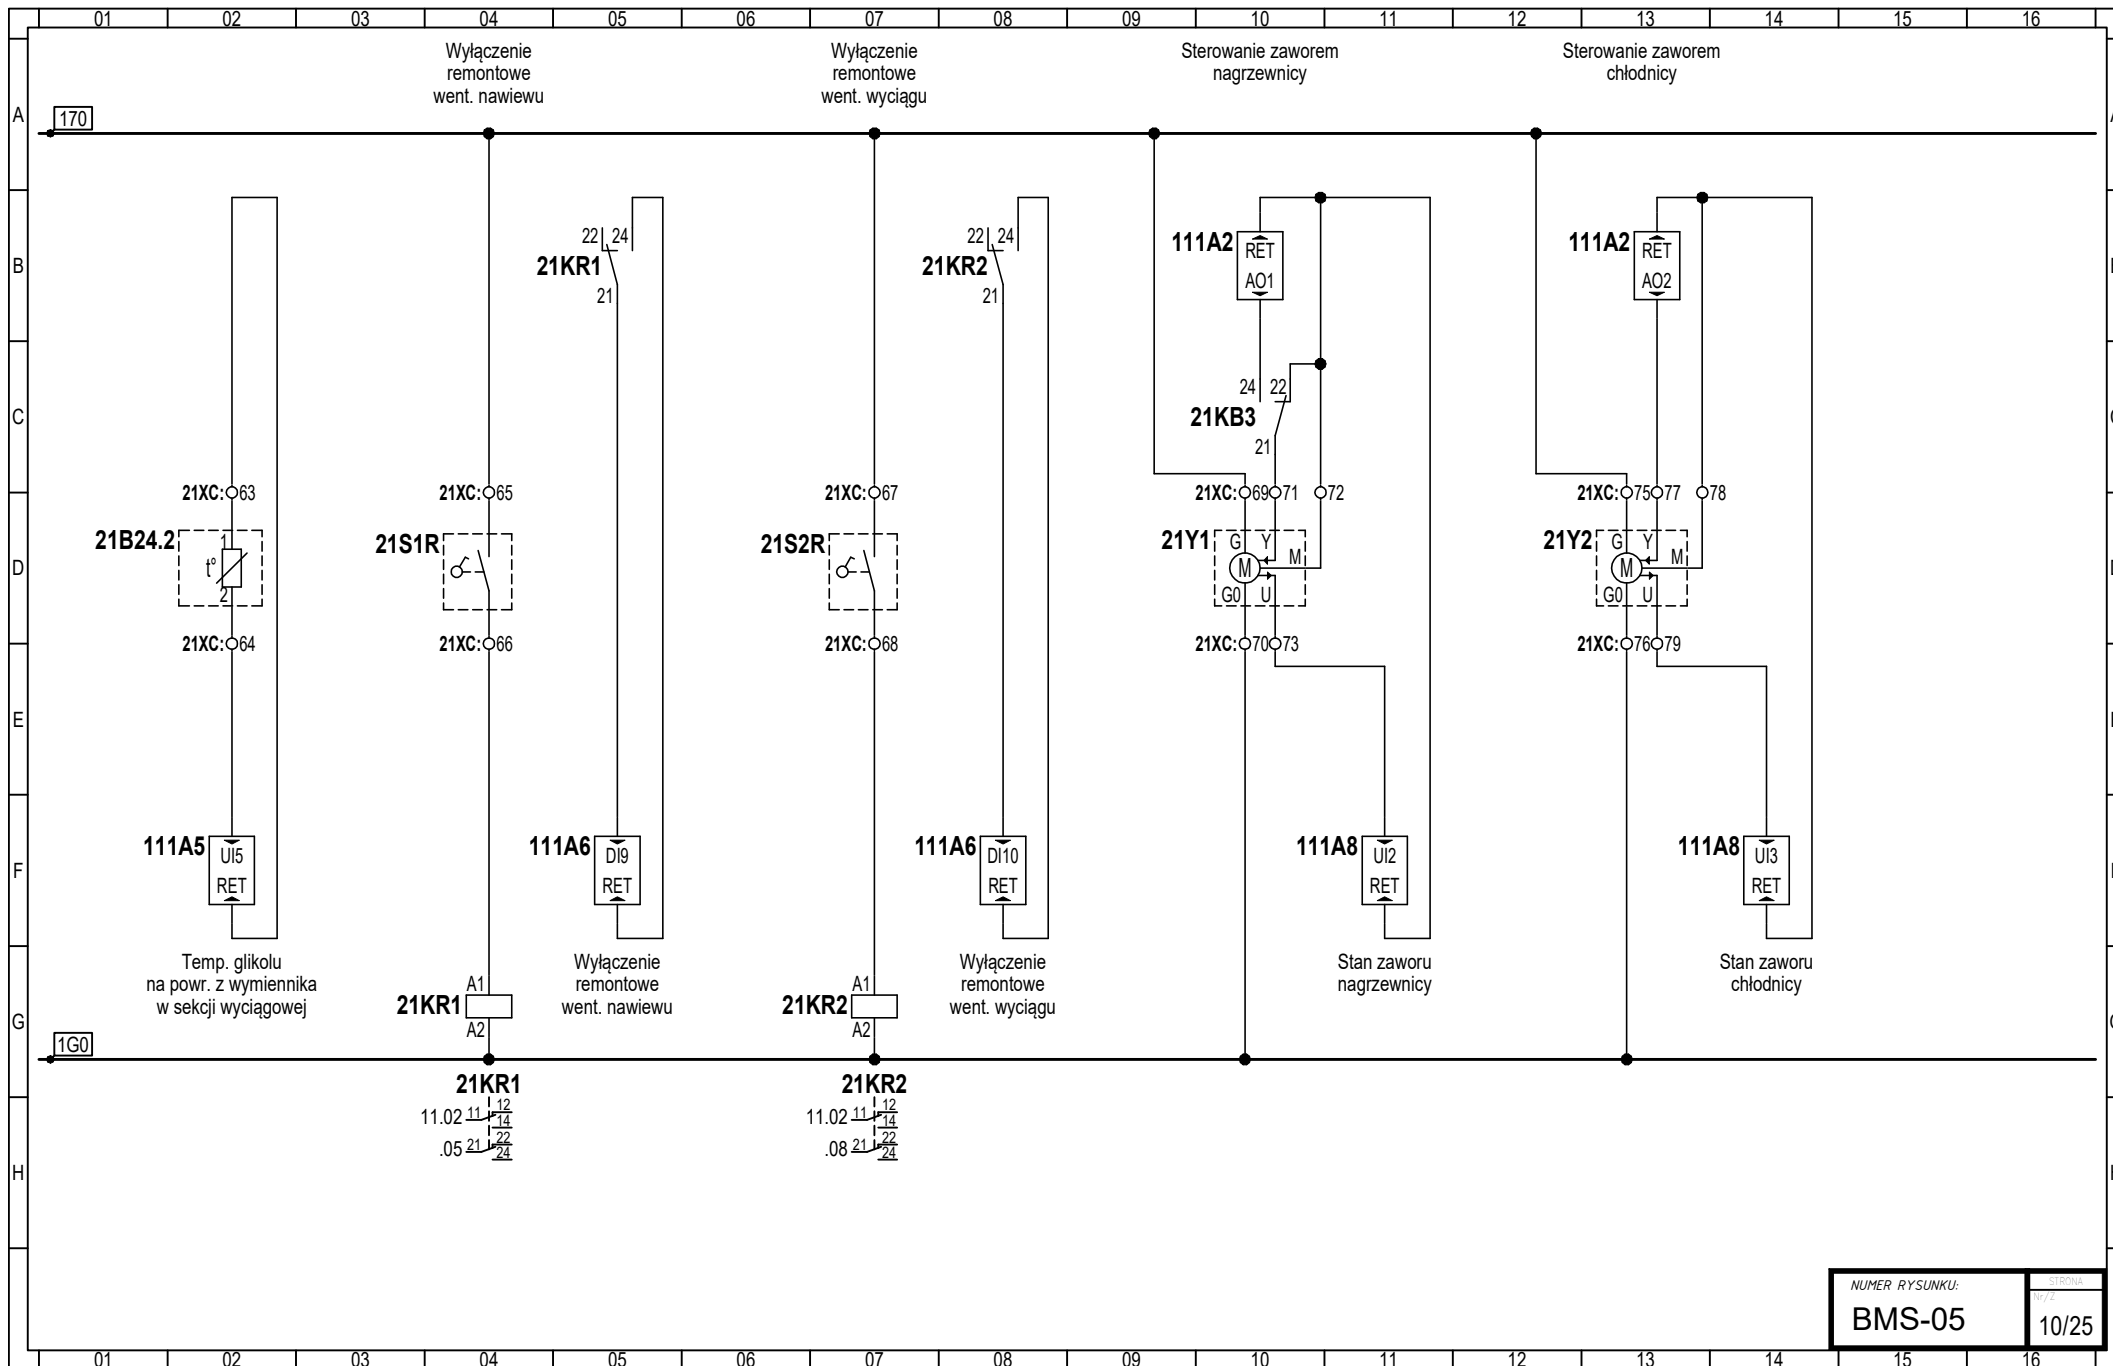 01 02 03 04 05 06 07 08 09 10 11 12 13 14 15 16
Wyłączenie
remontowe
went. nawiewu
Wyłączenie
remontowe
went. wyciągu
Sterowanie zaworem
nagrzewnicy
Sterowanie zaworem
chłodnicy
A
170
B
22 24
21KR1
21
22 24
21KR2
21
111A2
RET
AO1
111A2
RET
AO2
C
24 22
21KB3
21
21XC: 63
21XC: 65
21XC: 67
21XC: 69 71 72
21XC: 75 77 78
D
21B24.2
1
t°
2
21S1R
21S2R
21Y1
G Y
M
M
G0 U
21Y2
G Y
M
M
G0 U
21XC: 64
21XC: 66
21XC: 68
21XC: 70 73
21XC: 76 79
E
F
111A5
UI5
RET
111A6
DI9
RET
111A6
DI10
RET
111A8
UI2
RET
111A8
UI3
RET
Temp. glikolu
na powr. z wymiennika
w sekcji wyciągowej
Wyłączenie
remontowe
went. nawiewu
Wyłączenie
remontowe
went. wyciągu
Stan zaworu
nagrzewnicy
Stan zaworu
chłodnicy
G
A1
21KR1
A2
A1
21KR2
A2
1G0
21KR1
11.02 11 12
14
.05 21 22
24
21KR2
11.02 11 12
14
.08 21 22
24
H
NUMER RYSUNKU:
BMS-05
STRONA
Nr/Z
10/25
01 02 03 04 05 06 07 08 09 10 11 12 13 14 15 16